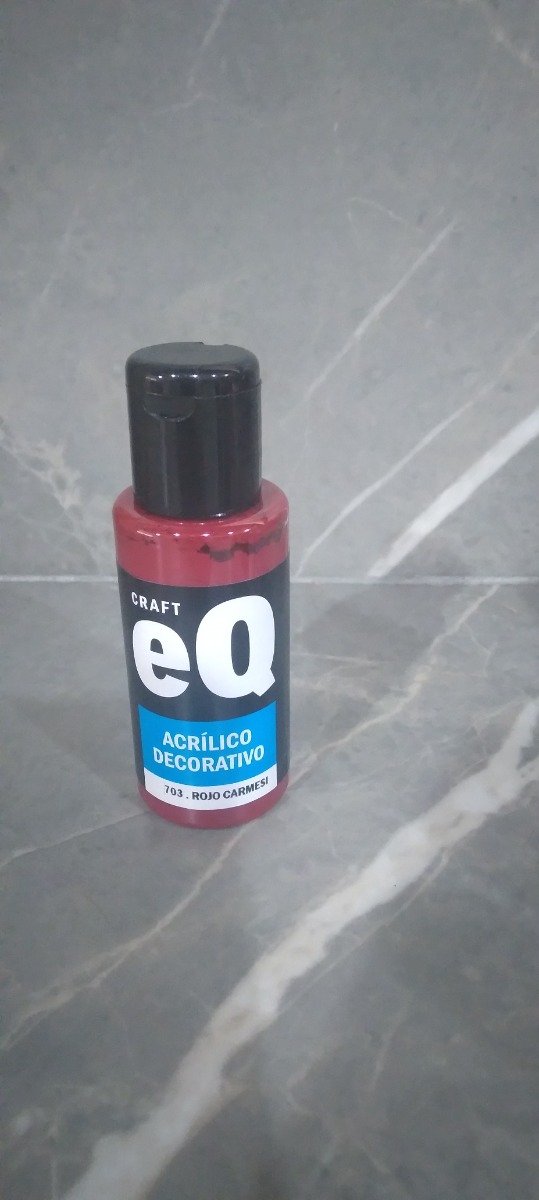 CRAFT
eQ
ACRÍLICO
DECORATIVO
703 . ROJO CARMESI